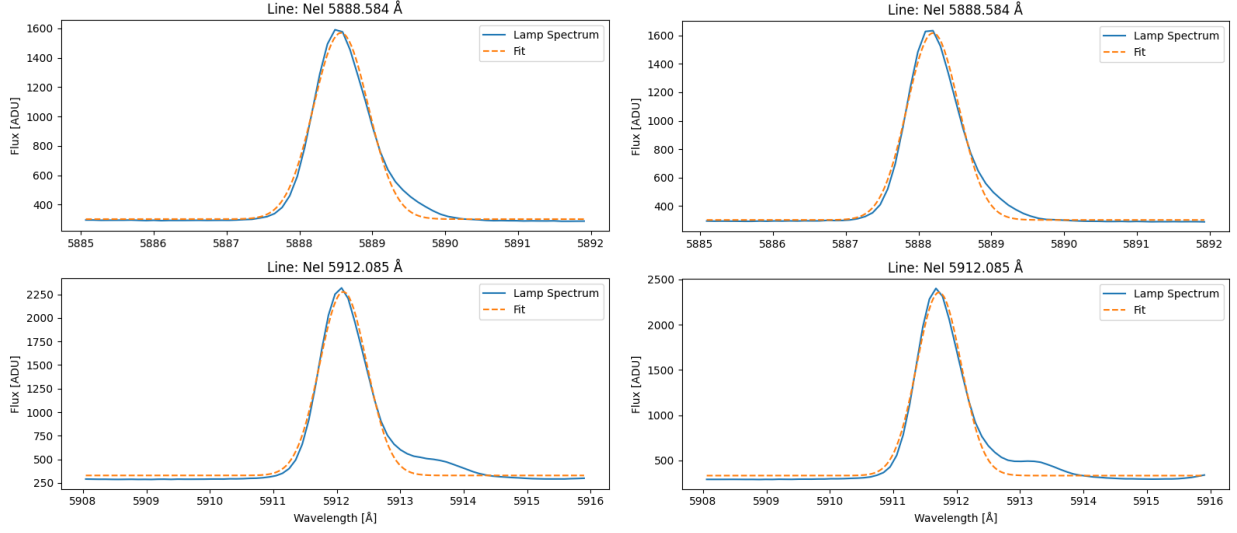 Line: NeI 5888.584 Å
Flux [ADU]
1600
1400
1200
1000
800
600
400
5885 5886 5887 5888 5889 5890 5891 5892
Lamp Spectrum
Fit
Line: NeI 5888.584 Å
Flux [ADU]
1600
1400
1200
1000
800
600
400
5885 5886 5887 5888 5889 5890 5891 5892
Lamp Spectrum
Fit
Line: NeI 5912.085 Å
Flux [ADU]
2250
2000
1750
1500
1250
1000
750
500
250
5908 5909 5910 5911 5912 5913 5914 5915 5916
Wavelength [Å]
Lamp Spectrum
Fit
Line: NeI 5912.085 Å
Flux [ADU]
2500
2000
1500
1000
500
5908 5909 5910 5911 5912 5913 5914 5915 5916
Wavelength [Å]
Lamp Spectrum
Fit